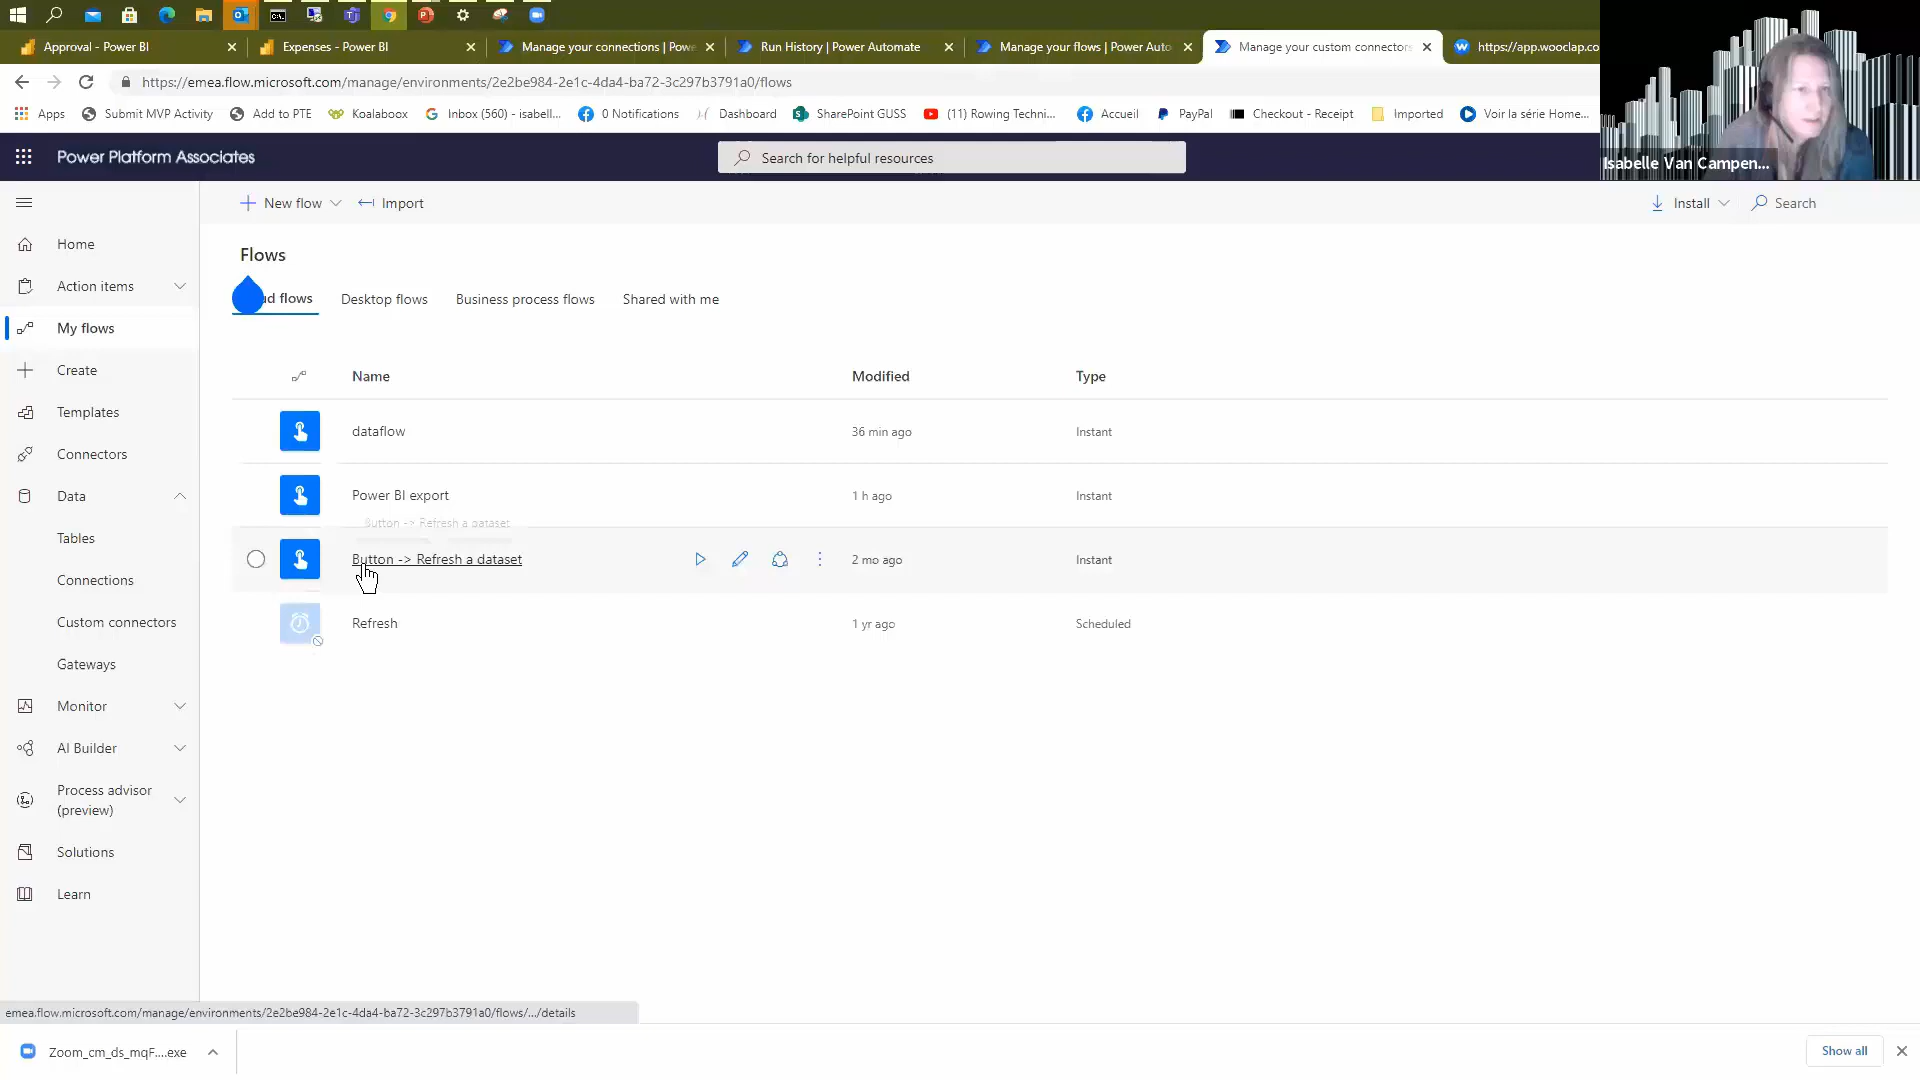 Approval - Power BI
Expenses - Power BI
Manage your connections | Powe
Run History | Power Automate
Manage your flows | Power Auto
Manage your custom connectors
https://app.wooclap.co
https://emea.flow.microsoft.com/manage/environments/2e2be984-2e1c-4da4-ba72-3c297b3791a0/flows
Apps
Submit MVP Activity
Add to PTE
Koalaboox
Inbox (560) - isabell...
0 Notifications
Dashboard
SharePoint GUSS
(11) Rowing Techni...
Accueil
PayPal
Checkout - Receipt
Imported
Voir la série Home...
Isabelle Van Campen...
Power Platform Associates
Search for helpful resources
New flow
Import
Install
Search
Home
Action items
My flows
Create
Templates
Connectors
Data
Tables
Connections
Custom connectors
Gateways
Monitor
AI Builder
Process advisor
(preview)
Solutions
Learn
Flows
ud flows
Desktop flows
Business process flows
Shared with me
Name
Modified
Type
dataflow
36 min ago
Instant
Power BI export
1 h ago
Instant
Button -> Refresh a dataset
Button -> Refresh a dataset
2 mo ago
Instant
Refresh
1 yr ago
Scheduled
emea.flow.microsoft.com/manage/environments/2e2be984-2e1c-4da4-ba72-3c297b3791a0/flows/.../details
Zoom_cm_ds_mqF....exe
Show all